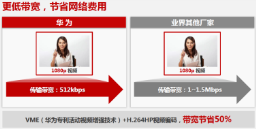 更低带宽，节省网络费用
华为
业界其他厂家
1080p 视频
1080p 视频
传输带宽：512kbps
传输带宽：1~1.5Mbps
VME（华为专利活动视频增强技术）+H.264HP视频编码，带宽节省50%